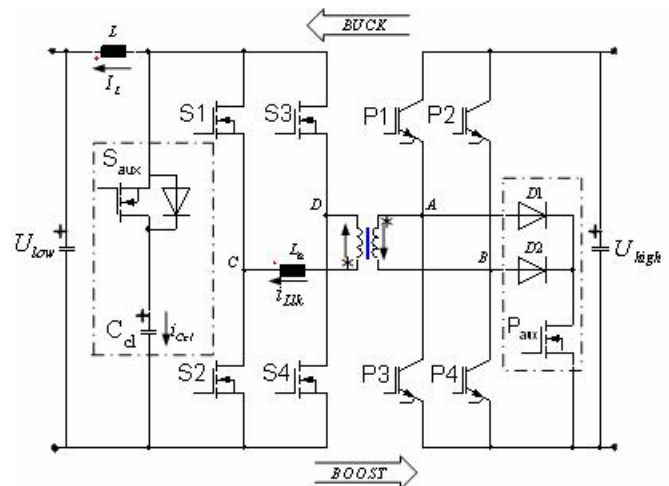 BUCK
L
I_L
S1
S3
P1
P2
S_aux
D
A
D1
U_low
C
L_lk
B
D2
U_high
i_Llk
C_cl
i_Ccl
P_aux
S2
S4
P3
P4
BOOST